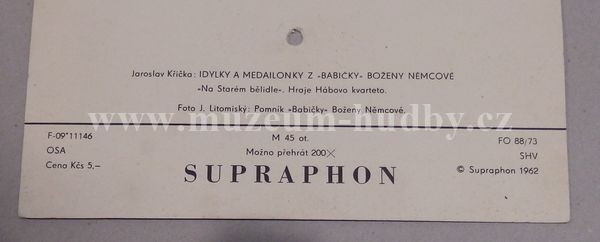 Jaroslav Křička: IDYLKY A MEDAILONKY Z »BABIČKY« BOŽENY NĚMCOVÉ
»Na Starém bělidle«. Hraje Hábovo kvarteto.
Foto J. Litomiský: Pomník »Babičky« Boženy Němcové.
www.muzeum-hudby.cz
F-09*11146
OSA
Cena Kčs 5,–
M 45 ot.
Možno přehrát 200×
SUPRAPHON
FO 88/73
SHV
© Supraphon 1962